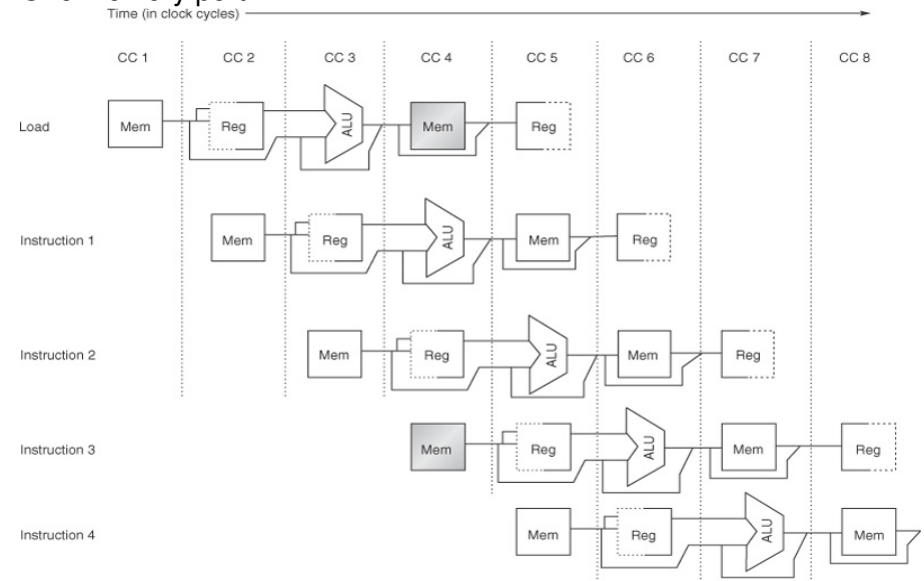 Time (in clock cycles)
CC 1 CC 2 CC 3 CC 4 CC 5 CC 6 CC 7 CC 8
Load Mem Reg ALU Mem Reg
Instruction 1 Mem Reg ALU Mem Reg
Instruction 2 Mem Reg ALU Mem Reg
Instruction 3 Mem Reg ALU Mem Reg
Instruction 4 Mem Reg ALU Mem